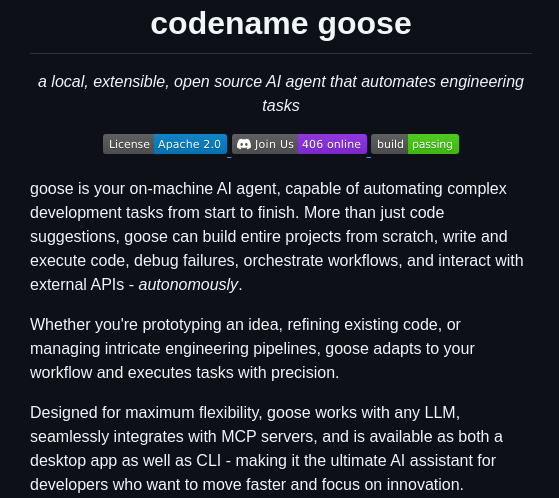 codename goose
a local, extensible, open source AI agent that automates engineering
tasks
License Apache 2.0 Join Us 406 online build passing
goose is your on-machine AI agent, capable of automating complex
development tasks from start to finish. More than just code
suggestions, goose can build entire projects from scratch, write and
execute code, debug failures, orchestrate workflows, and interact with
external APIs - autonomously.
Whether you're prototyping an idea, refining existing code, or
managing intricate engineering pipelines, goose adapts to your
workflow and executes tasks with precision.
Designed for maximum flexibility, goose works with any LLM,
seamlessly integrates with MCP servers, and is available as both a
desktop app as well as CLI - making it the ultimate AI assistant for
developers who want to move faster and focus on innovation.